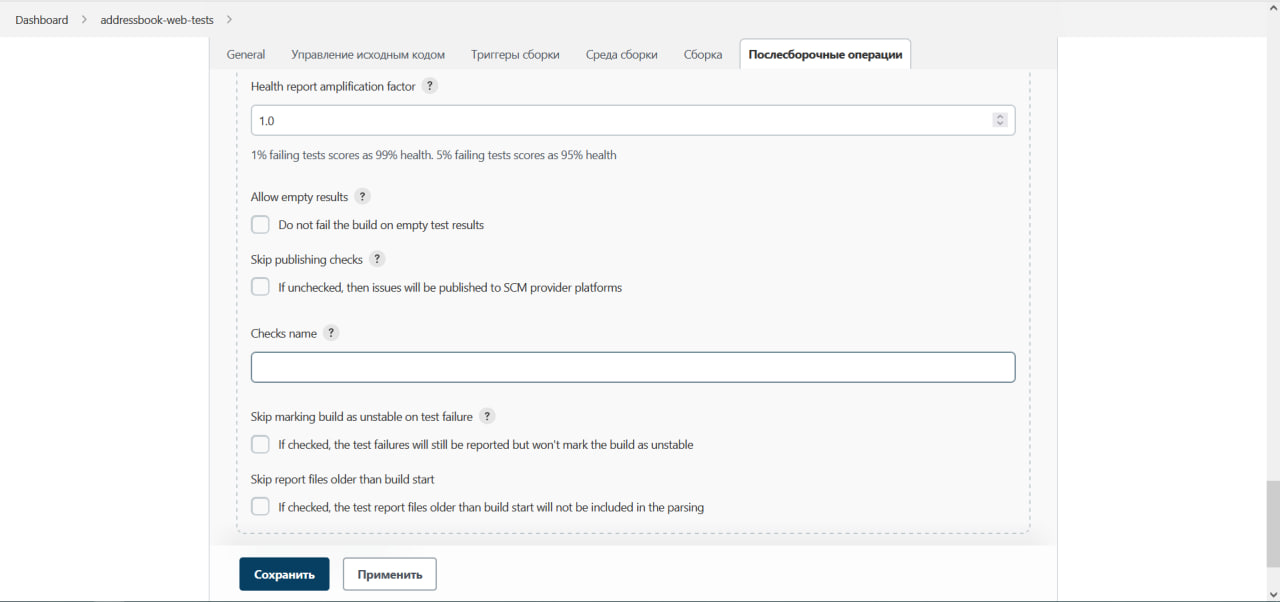 Dashboard > addressbook-web-tests >
General Управление исходным кодом Триггеры сборки Среда сборки Сборка Послесборочные операции
Health report amplification factor ?
1.0
1% failing tests scores as 99% health. 5% failing tests scores as 95% health
Allow empty results ?
Do not fail the build on empty test results
Skip publishing checks ?
If unchecked, then issues will be published to SCM provider platforms
Checks name ?
Skip marking build as unstable on test failure ?
If checked, the test failures will still be reported but won't mark the build as unstable
Skip report files older than build start
If checked, the test report files older than build start will not be included in the parsing
Сохранить Применить